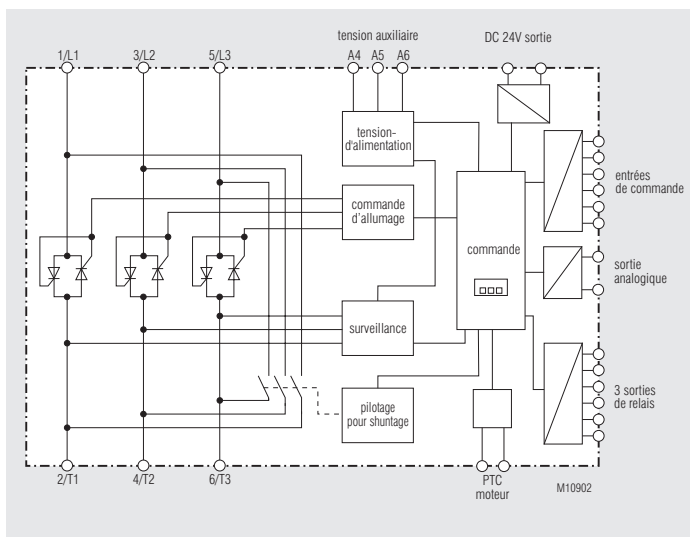 tension auxiliaire
DC 24V sortie
1/L1
3/L2
5/L3
A4
A5
A6
tension-
d'alimentation
entrées
de commande
commande
d'allumage
commande
sortie
analogique
surveillance
3 sorties
de relais
pilotage
pour shuntage
2/T1
4/T2
6/T3
PTC
moteur
M10902